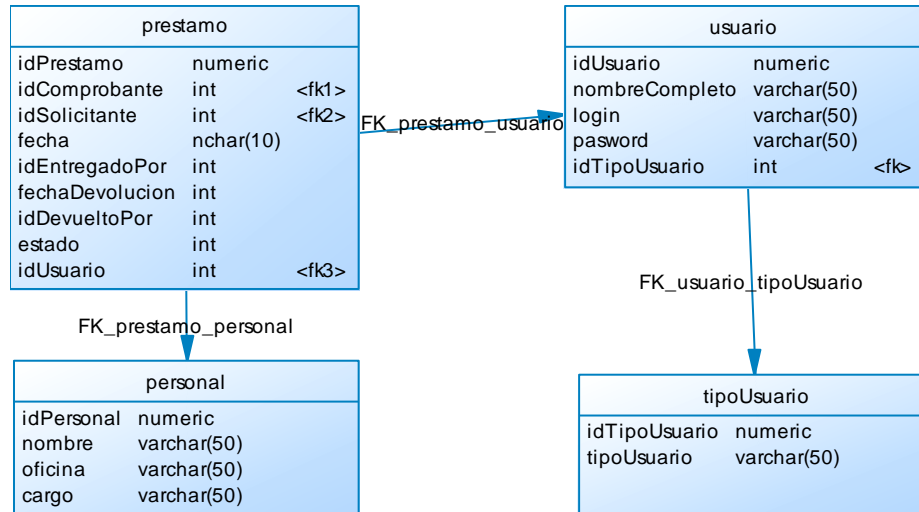 prestamo
idPrestamo numeric
idComprobante int <fk1>
idSolicitante int <fk2>
fecha nchar(10)
idEntregadoPor int
fechaDevolucion int
idDevueltoPor int
estado int
idUsuario int <fk3>
FK_prestamo_usuario
usuario
idUsuario numeric
nombreCompleto varchar(50)
login varchar(50)
pasword varchar(50)
idTipoUsuario int <fk>
FK_prestamo_personal
FK_usuario_tipoUsuario
personal
idPersonal numeric
nombre varchar(50)
oficina varchar(50)
cargo varchar(50)
tipoUsuario
idTipoUsuario numeric
tipoUsuario varchar(50)